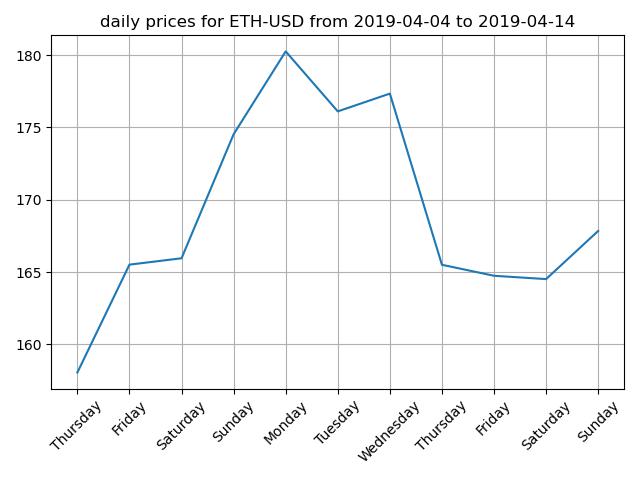 daily prices for ETH-USD from 2019-04-04 to 2019-04-14
180
175
170
165
160
Thursday
Friday
Saturday
Sunday
Monday
Tuesday
Wednesday
Thursday
Friday
Saturday
Sunday